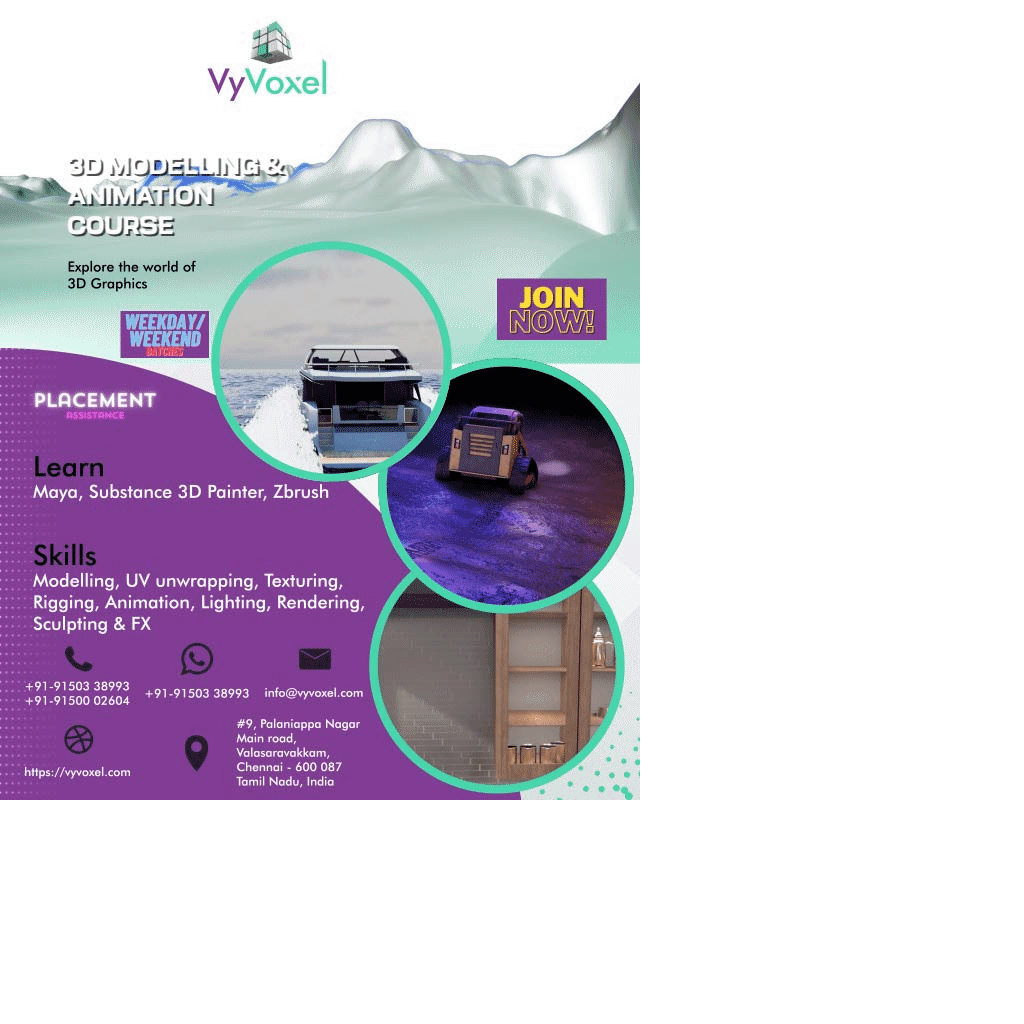 VyVoxel
3D MODELLING &
ANIMATION
COURSE
Explore the world of
3D Graphics
WEEKDAY/
WEEKEND
BATCHES
JOIN
NOW!
PLACEMENT
ASSISTANCE
Learn
Maya, Substance 3D Painter, Zbrush
Skills
Modelling, UV unwrapping, Texturing,
Rigging, Animation, Lighting, Rendering,
Sculpting & FX
+91-91503 38993
+91-91500 02604
+91-91503 38993
info@vyvoxel.com
https://vyvoxel.com
#9, Palaniappa Nagar
Main road,
Valasaravakkam,
Chennai - 600 087
Tamil Nadu, India